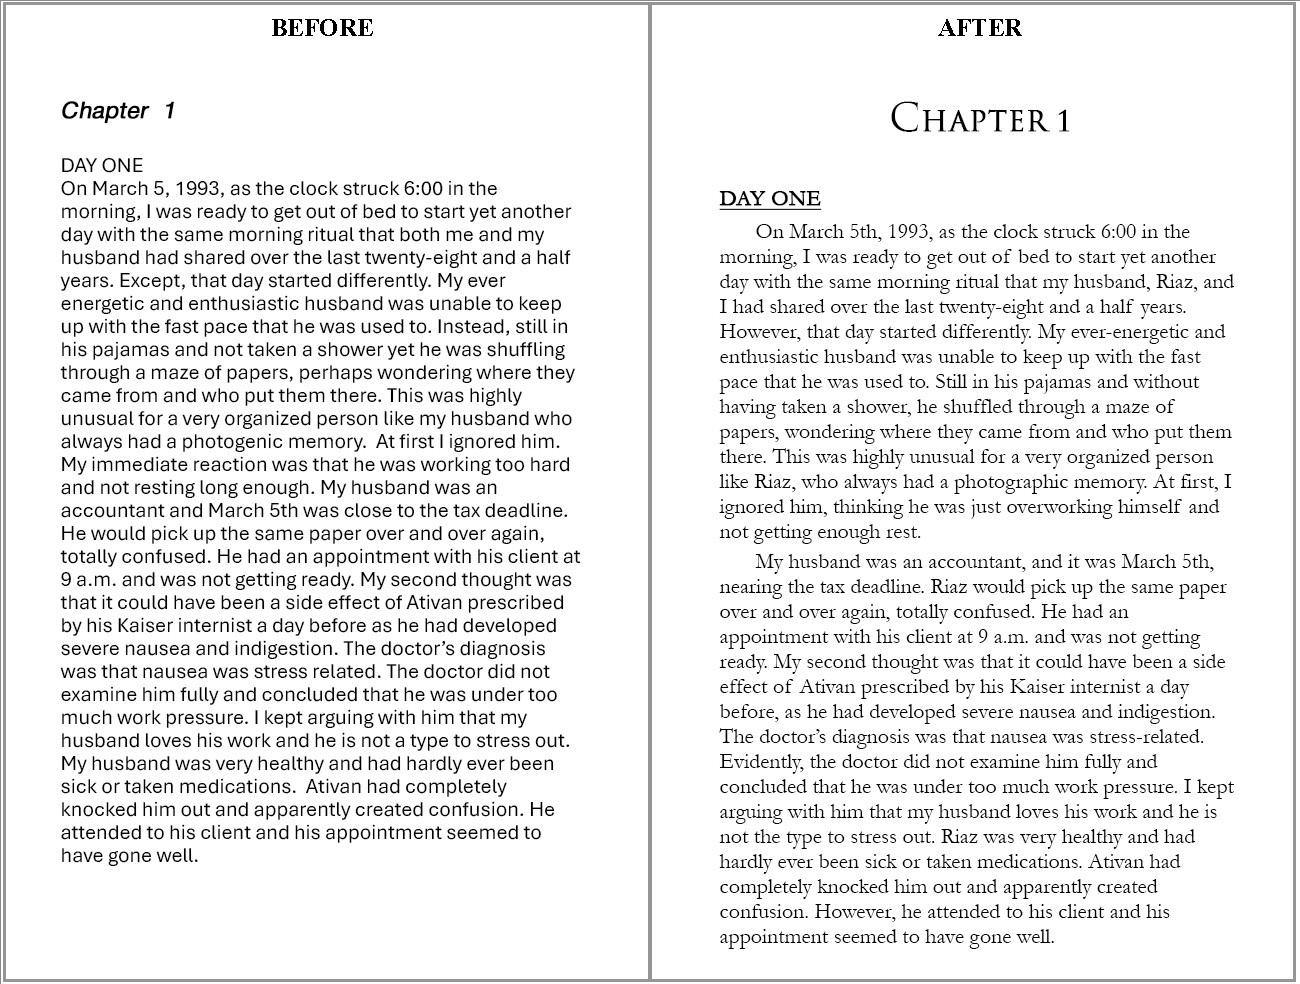 BEFORE
Chapter 1
DAY ONE
On March 5, 1993, as the clock struck 6:00 in the
morning, I was ready to get out of bed to start yet another
day with the same morning ritual that both me and my
husband had shared over the last twenty-eight and a half
years. Except, that day started differently. My ever
energetic and enthusiastic husband was unable to keep
up with the fast pace that he was used to. Instead, still in
his pajamas and not taken a shower yet he was shuffling
through a maze of papers, perhaps wondering where they
came from and who put them there. This was highly
unusual for a very organized person like my husband who
always had a photogenic memory.  At first I ignored him.
My immediate reaction was that he was working too hard
and not resting long enough. My husband was an
accountant and March 5th was close to the tax deadline.
He would pick up the same paper over and over again,
totally confused. He had an appointment with his client at
9 a.m. and was not getting ready. My second thought was
that it could have been a side effect of Ativan prescribed
by his Kaiser internist a day before as he had developed
severe nausea and indigestion. The doctor’s diagnosis
was that nausea was stress related. The doctor did not
examine him fully and concluded that he was under too
much work pressure. I kept arguing with him that my
husband loves his work and he is not a type to stress out.
My husband was very healthy and had hardly ever been
sick or taken medications.  Ativan had completely
knocked him out and apparently created confusion. He
attended to his client and his appointment seemed to
have gone well.
AFTER
CHAPTER 1
DAY ONE
On March 5th, 1993, as the clock struck 6:00 in the
morning, I was ready to get out of bed to start yet another
day with the same morning ritual that my husband, Riaz, and
I had shared over the last twenty-eight and a half years.
However, that day started differently. My ever-energetic and
enthusiastic husband was unable to keep up with the fast
pace that he was used to. Still in his pajamas and without
having taken a shower, he shuffled through a maze of
papers, wondering where they came from and who put them
there. This was highly unusual for a very organized person
like Riaz, who always had a photographic memory. At first, I
ignored him, thinking he was just overworking himself and
not getting enough rest.
My husband was an accountant, and it was March 5th,
nearing the tax deadline. Riaz would pick up the same paper
over and over again, totally confused. He had an
appointment with his client at 9 a.m. and was not getting
ready. My second thought was that it could have been a side
effect of Ativan prescribed by his Kaiser internist a day
before, as he had developed severe nausea and indigestion.
The doctor’s diagnosis was that nausea was stress-related.
Evidently, the doctor did not examine him fully and
concluded that he was under too much work pressure. I kept
arguing with him that my husband loves his work and he is
not the type to stress out. Riaz was very healthy and had
hardly ever been sick or taken medications. Ativan had
completely knocked him out and apparently created
confusion. However, he attended to his client and his
appointment seemed to have gone well.